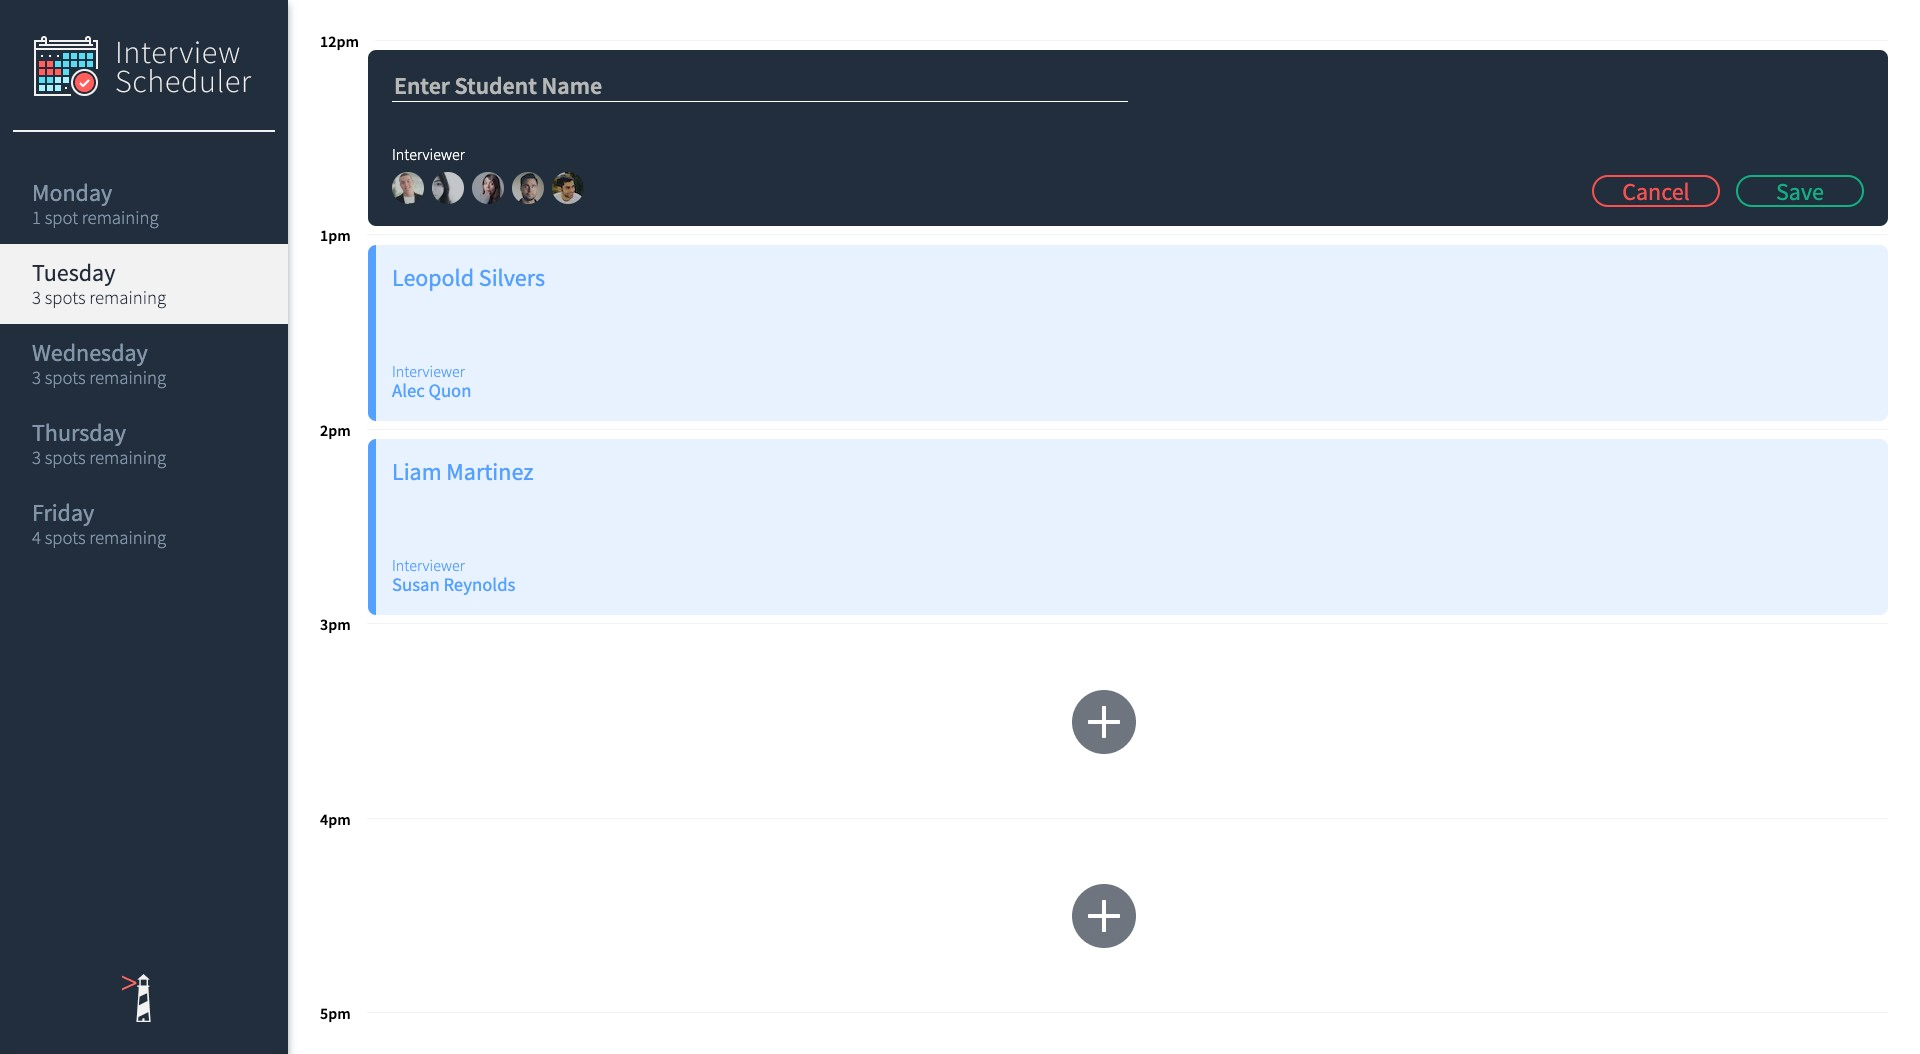 Interview
Scheduler
Monday
1 spot remaining
Tuesday
3 spots remaining
Wednesday
3 spots remaining
Thursday
3 spots remaining
Friday
4 spots remaining
12pm
Enter Student Name
Interviewer
Cancel
Save
1pm
Leopold Silvers
Interviewer
Alec Quon
2pm
Liam Martinez
Interviewer
Susan Reynolds
3pm
4pm
5pm